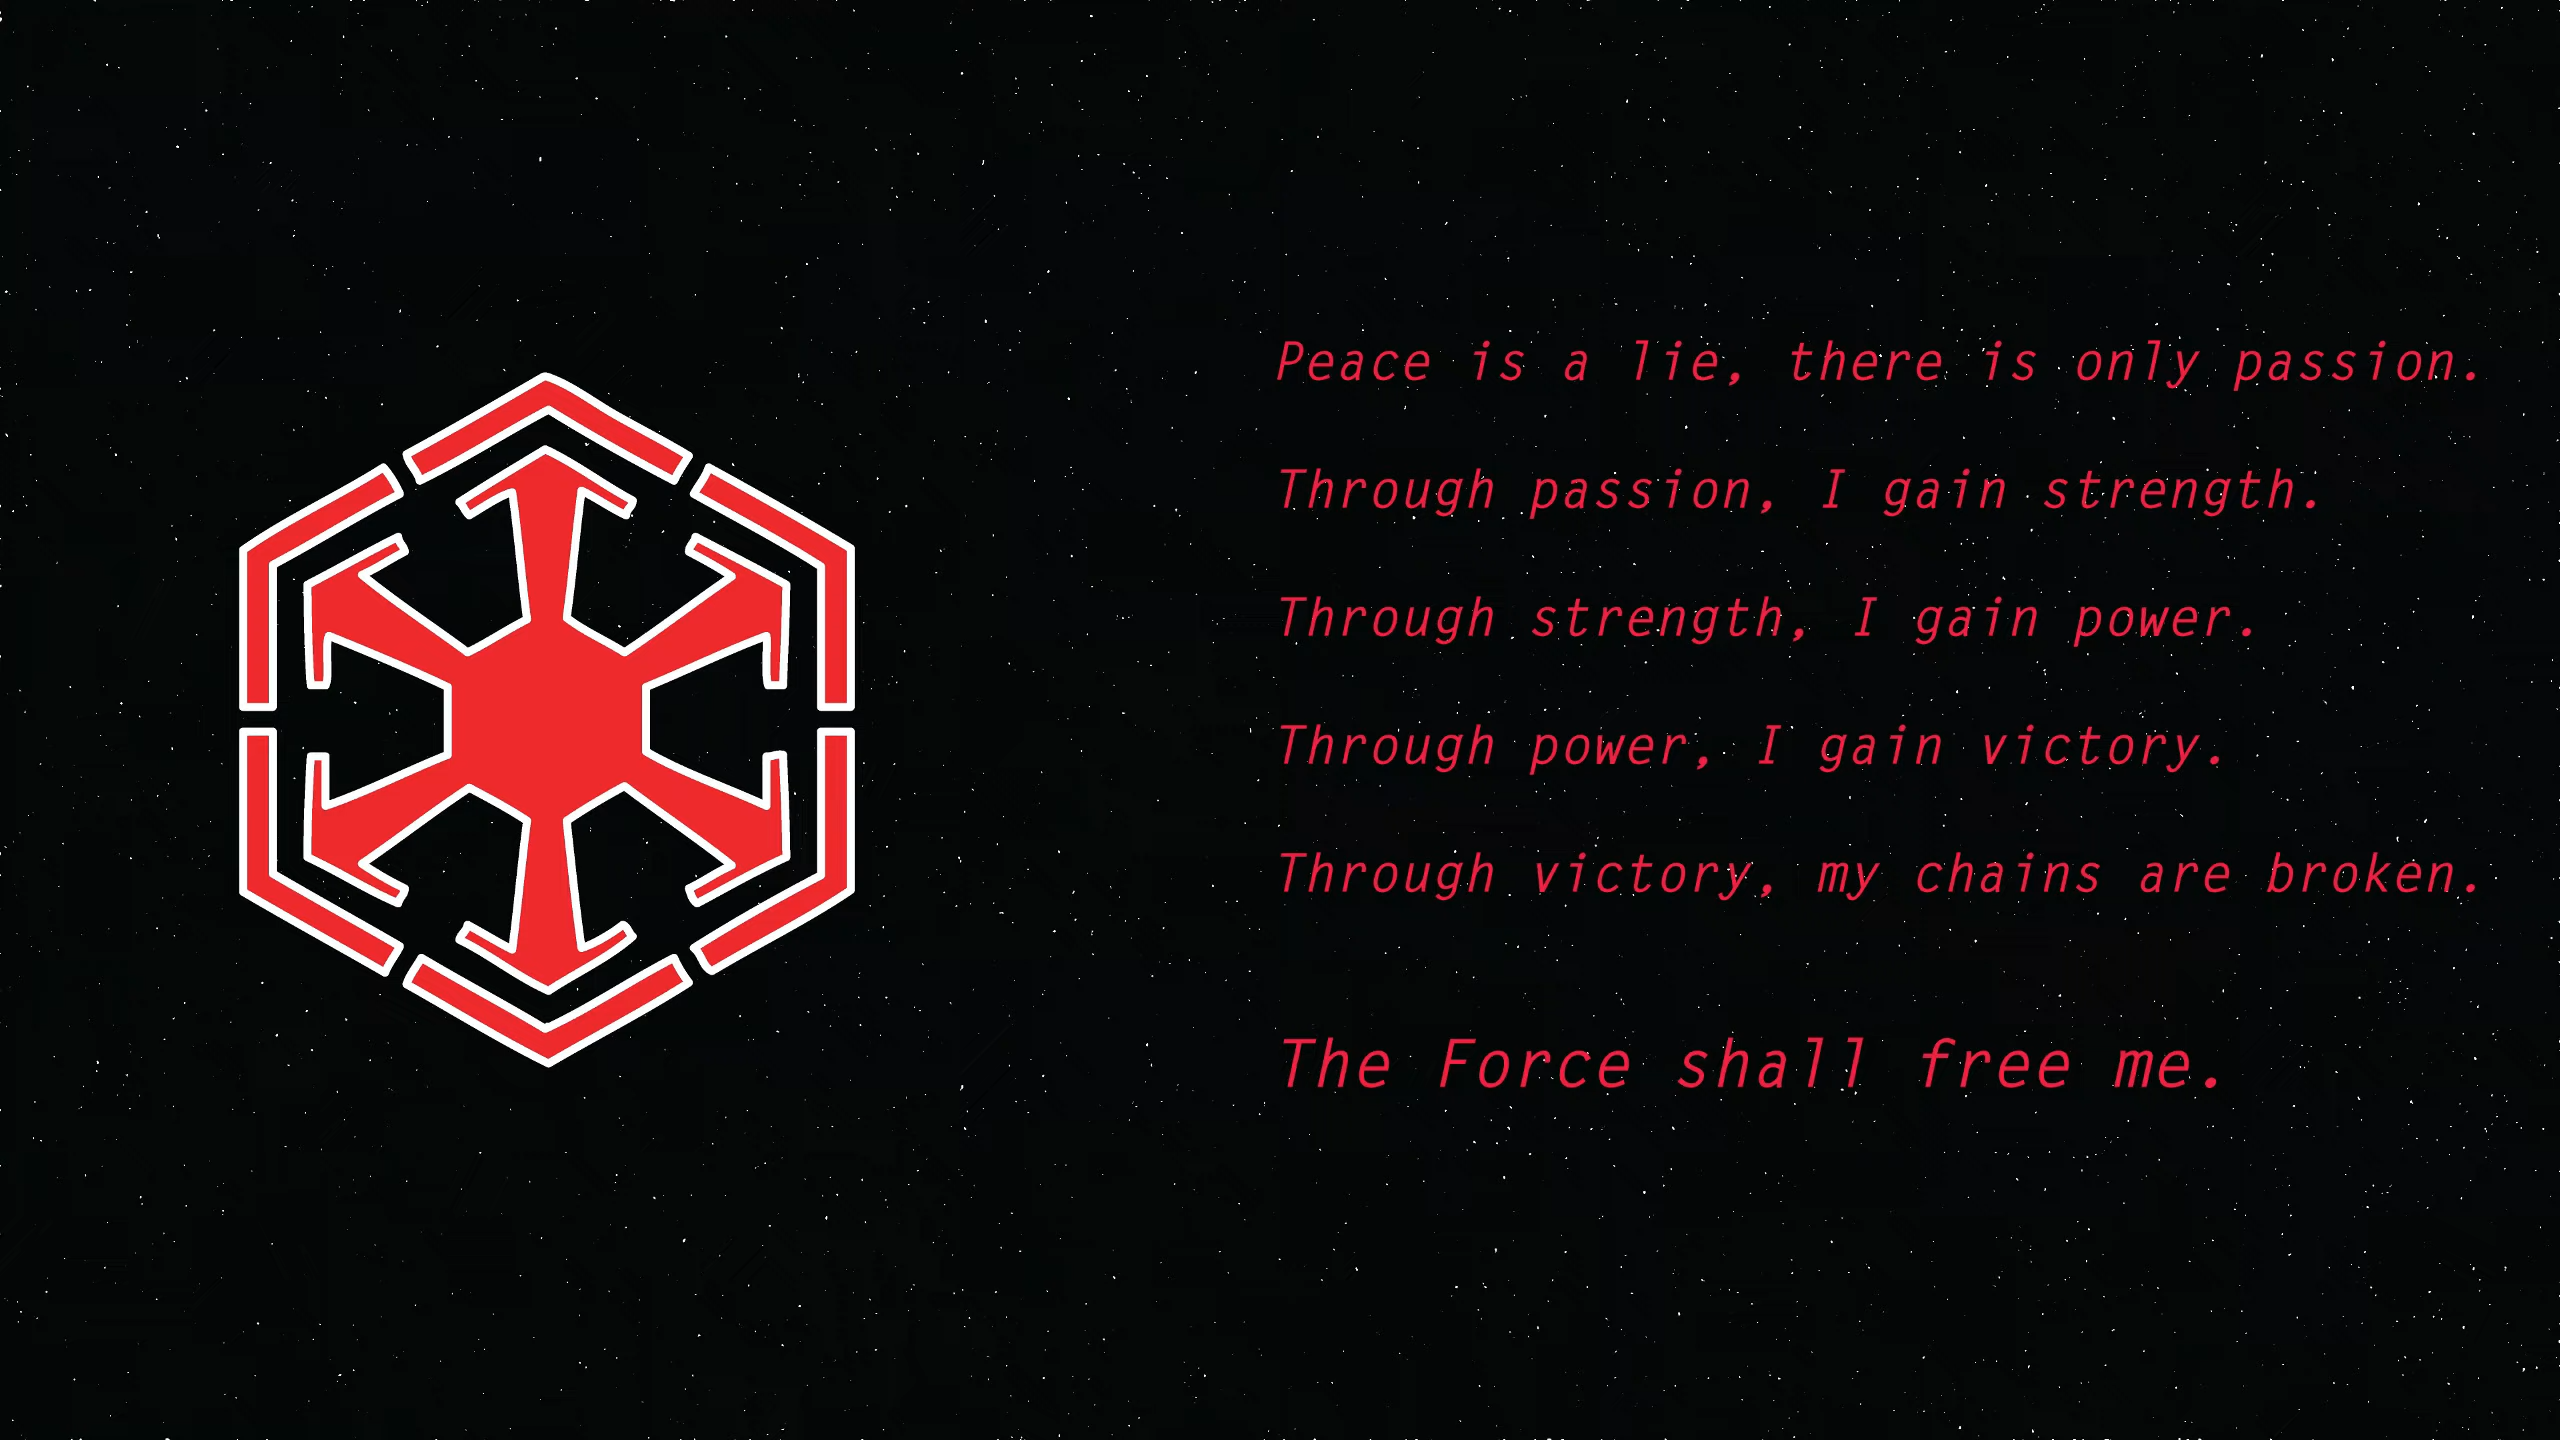 Peace is a lie, there is only passion.
Through passion, I gain strength.
Through strength, I gain power.
Through power, I gain victory.
Through victory, my chains are broken.
The Force shall free me.